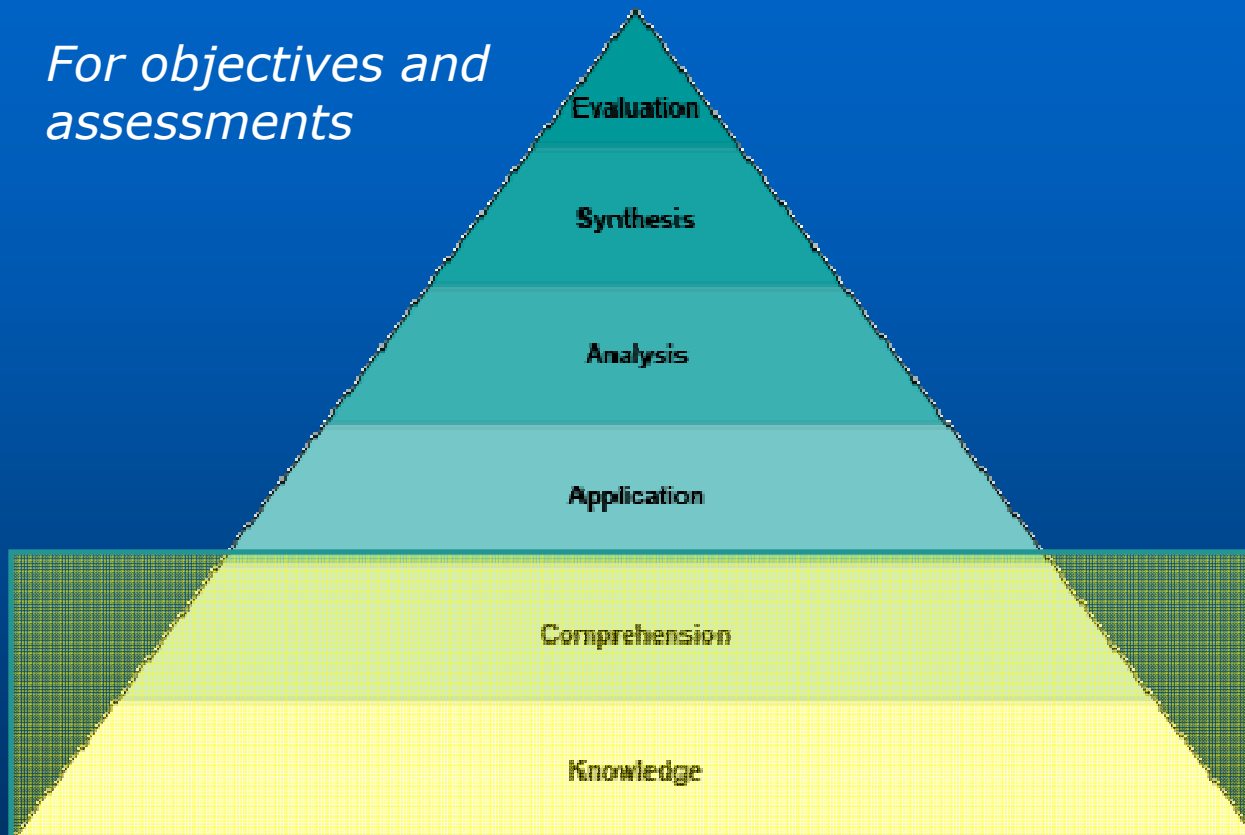 For objectives and
assessments
Evaluation
Synthesis
Analysis
Application
Comprehension
Knowledge